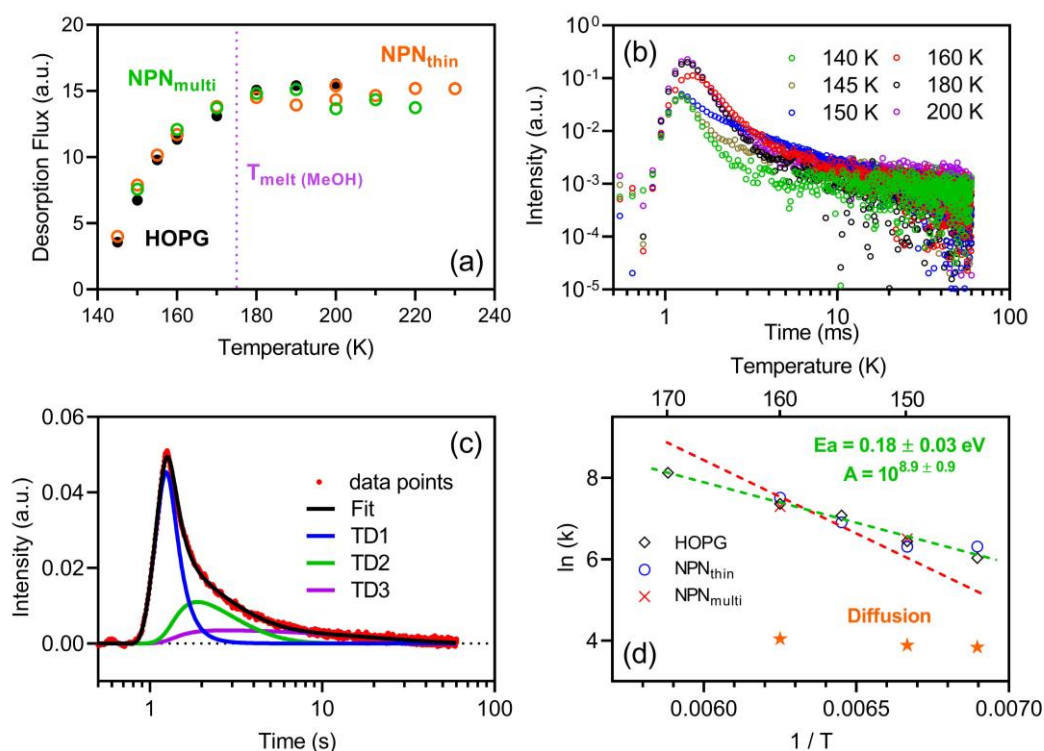 (a)
Desorption Flux (a.u.)
20
15
10
5
0
NPNmulti
NPNthin
Tmelt (MeOH)
HOPG
140 160 180 200 220 240
Temperature (K)
(b)
Intensity (a.u.)
10^0
10^-1
10^-2
10^-3
10^-4
10^-5
140 K 160 K
145 K 180 K
150 K 200 K
1 10 100
Time (ms)
(c)
Intensity (a.u.)
0.06
0.04
0.02
0.00
data points
Fit
TD1
TD2
TD3
1 10 100
Time (s)
Temperature (K)
170 160 150
ln (k)
8
6
4
Ea = 0.18 ± 0.03 eV
A = 10^8.9 ± 0.9
HOPG
NPNthin
NPNmulti
Diffusion
(d)
0.0060 0.0065 0.0070
1 / T